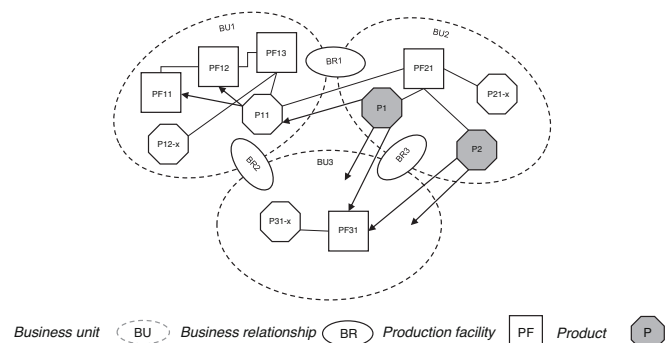 BU1
BU2
PF13
PF12
BR1
PF21
PF11
P11
P1
P21-x
P12-x
P2
BR2
BU3
BR3
P31-x
PF31
Business unit BU Business relationship BR Production facility PF Product P